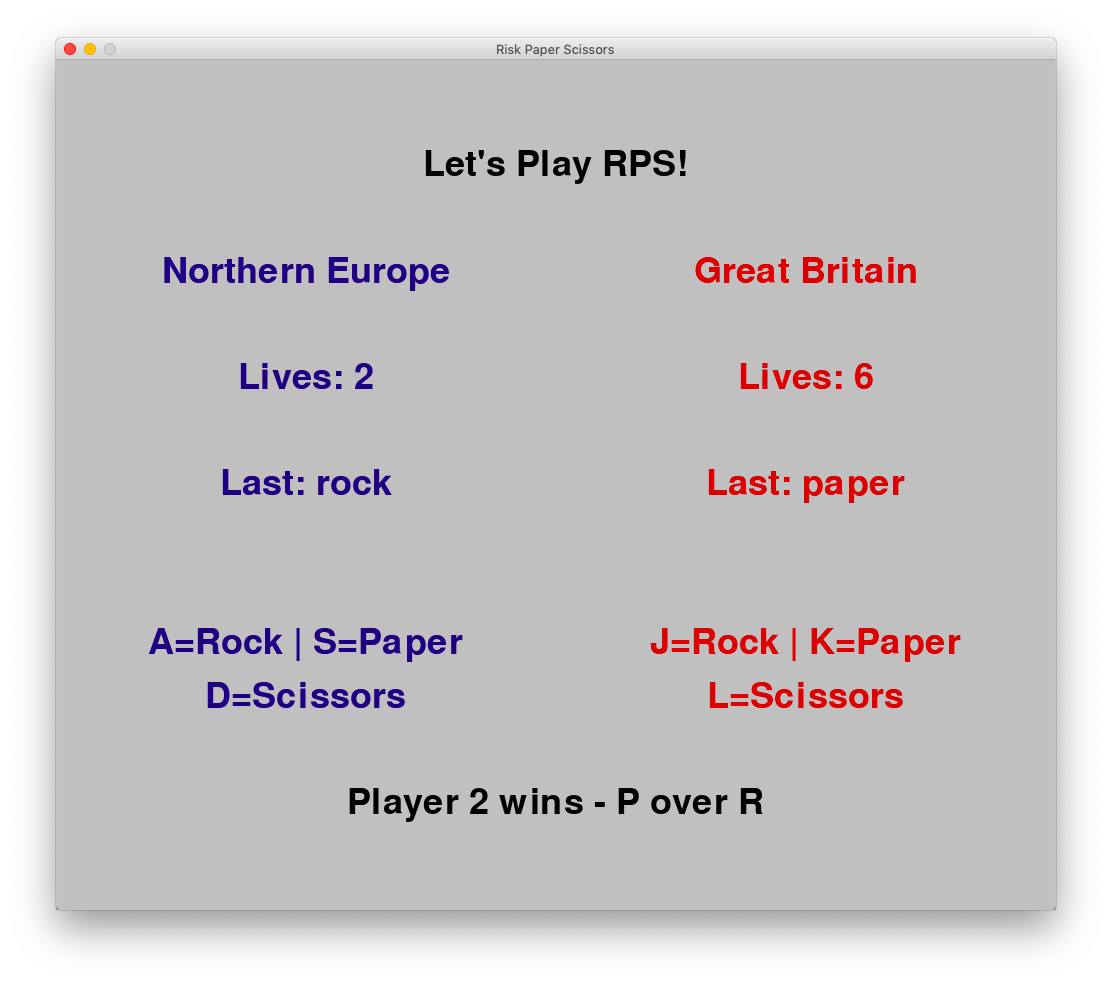 Risk Paper Scissors
Let's Play RPS!
Northern Europe
Great Britain
Lives: 2
Lives: 6
Last: rock
Last: paper
A=Rock | S=Paper
D=Scissors
J=Rock | K=Paper
L=Scissors
Player 2 wins - P over R